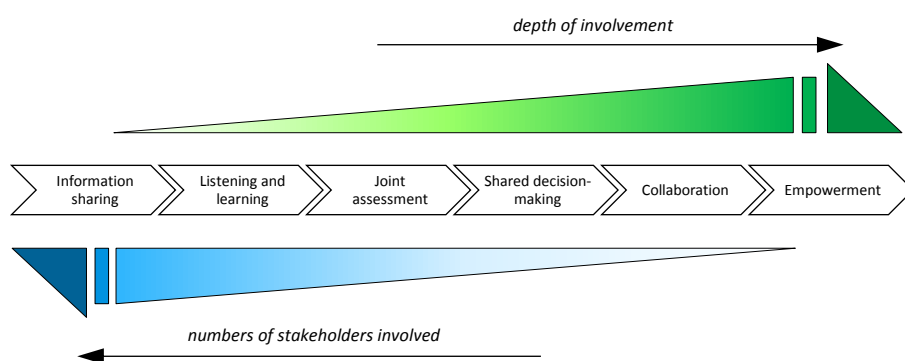 depth of involvement
Information
sharing
Listening and
learning
Joint
assessment
Shared decision-
making
Collaboration
Empowerment
numbers of stakeholders involved